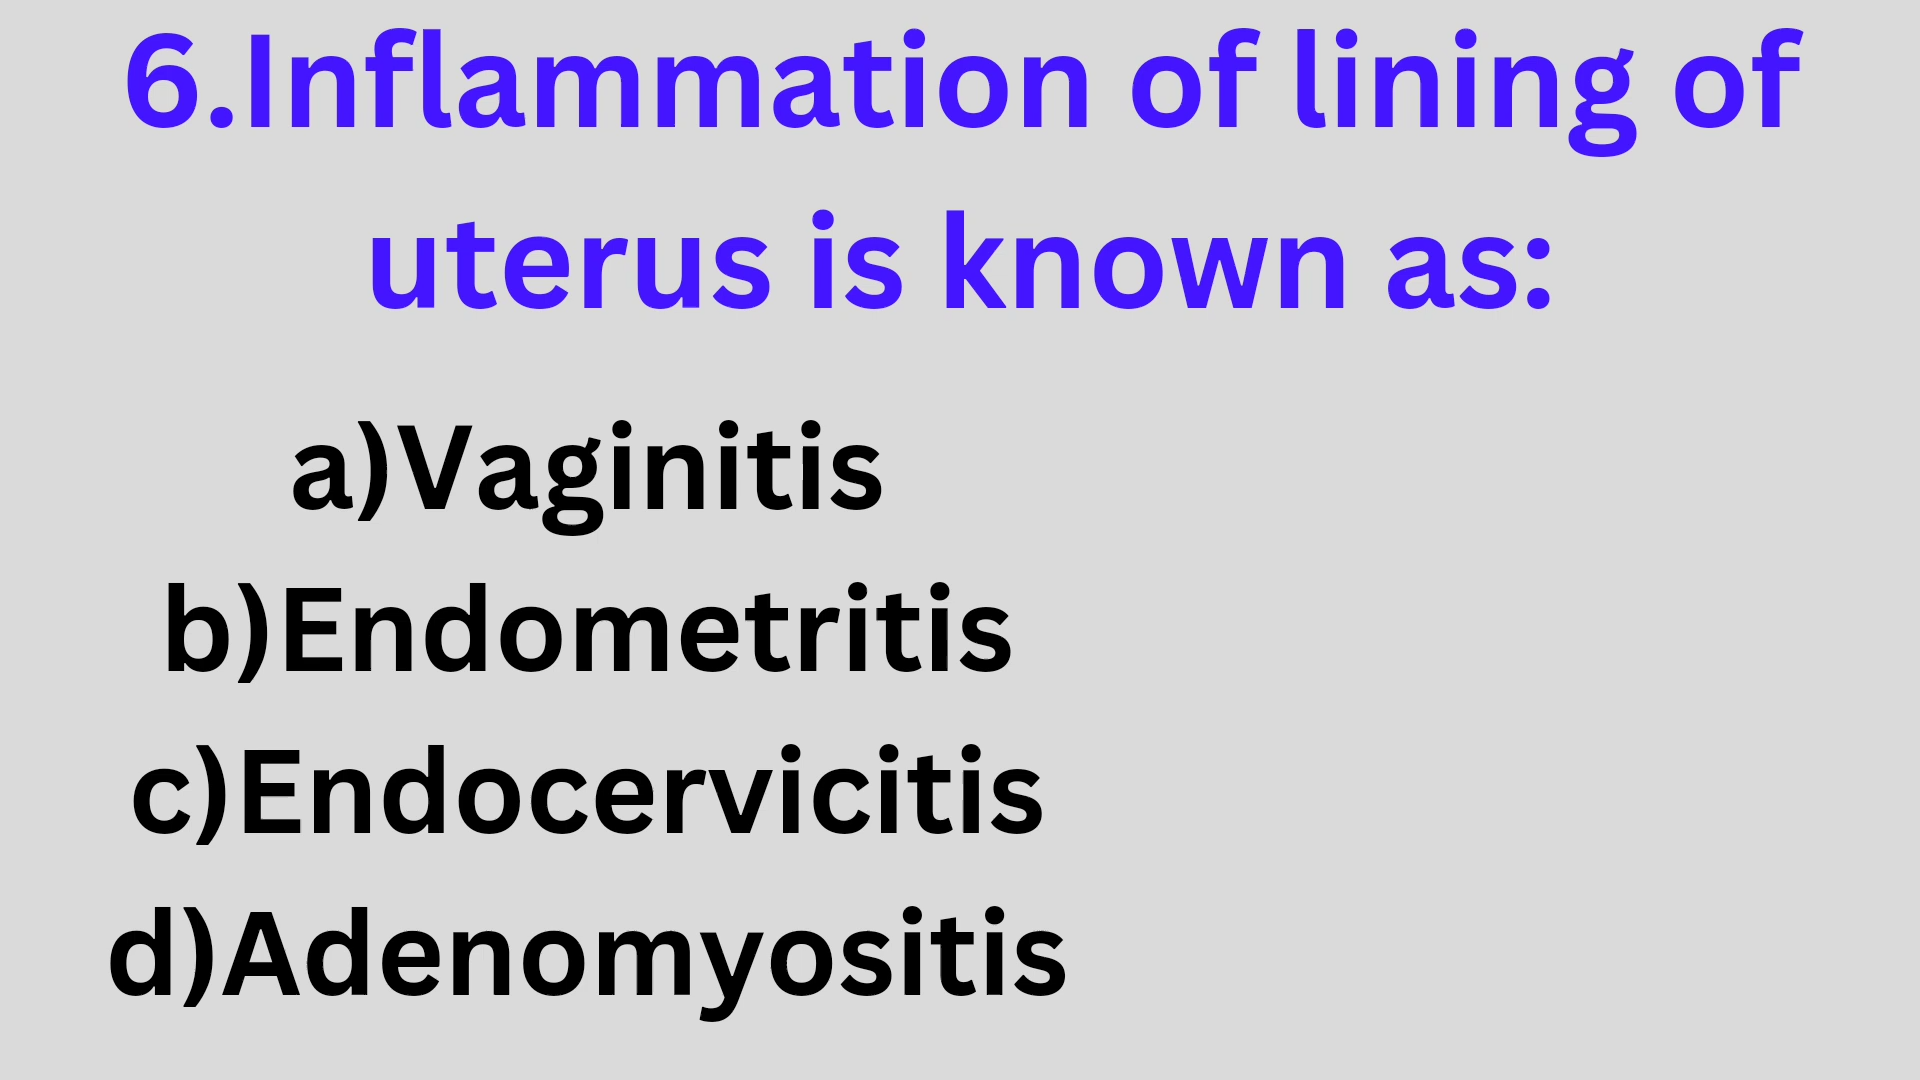 6.Inflammation of lining of
uterus is known as:
a)Vaginitis
b)Endometritis
c)Endocervicitis
d)Adenomyositis